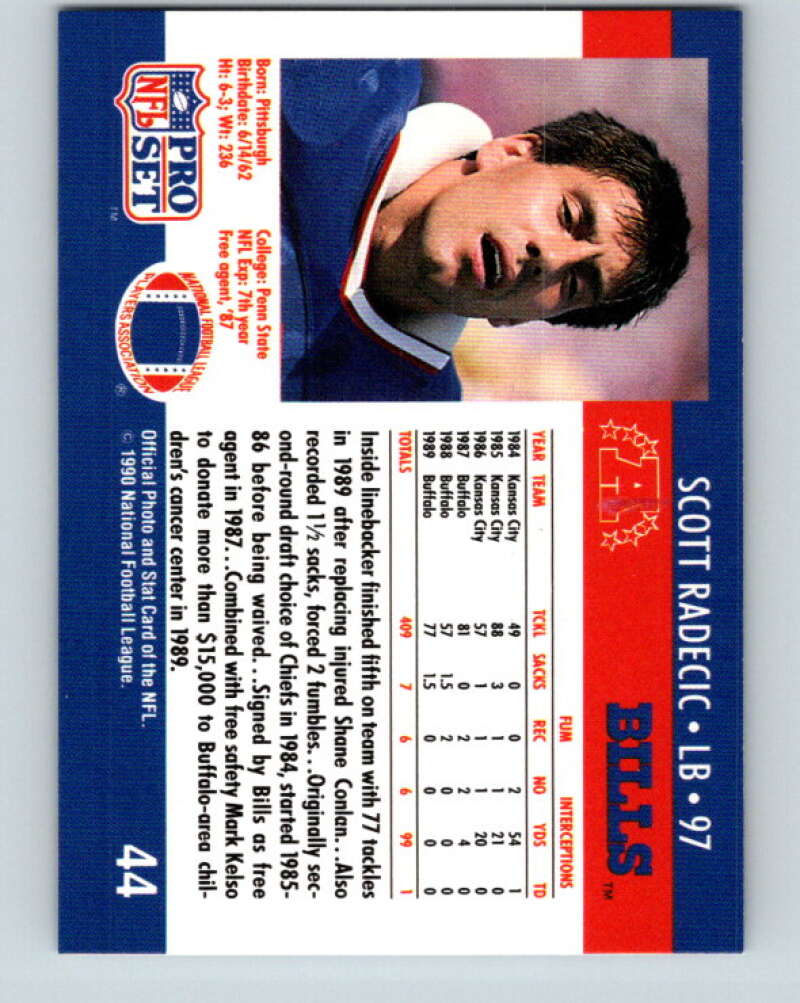 SCOTT RADECIC • LB • 97
A
BILLS™
Born: Pittsburgh
Birthdate: 6/14/62
Ht: 6-3; Wt: 236
College: Penn State
NFL Exp: 7th year
Free agent, '87
FUM INTERCEPTIONS
YEAR TEAM TCKL SACKS REC NO YDS TD
1984 Kansas City 49 0 0 2 54 1
1985 Kansas City 88 3 1 1 21 0
1986 Kansas City 57 1 1 1 20 0
1987 Buffalo 81 0 2 2 4 0
1988 Buffalo 57 1.5 2 0 0 0
1989 Buffalo 77 1.5 0 0 0 0
TOTALS 409 7 6 6 99 1
Inside linebacker finished fifth on team with 77 tackles
in 1989 after replacing injured Shane Conlan...Also
recorded 1½ sacks, forced 2 fumbles...Originally sec-
ond-round draft choice of Chiefs in 1984, started 1985-
86 before being waived...Signed by Bills as free
agent in 1987...Combined with free safety Mark Kelso
to donate more than $15,000 to Buffalo-area chil-
dren's cancer center in 1989.
NFL
PRO
SET
™
NATIONAL FOOTBALL LEAGUE
PLAYERS ASSOCIATION
®
Official Photo and Stat Card of the NFL.
© 1990 National Football League.
44